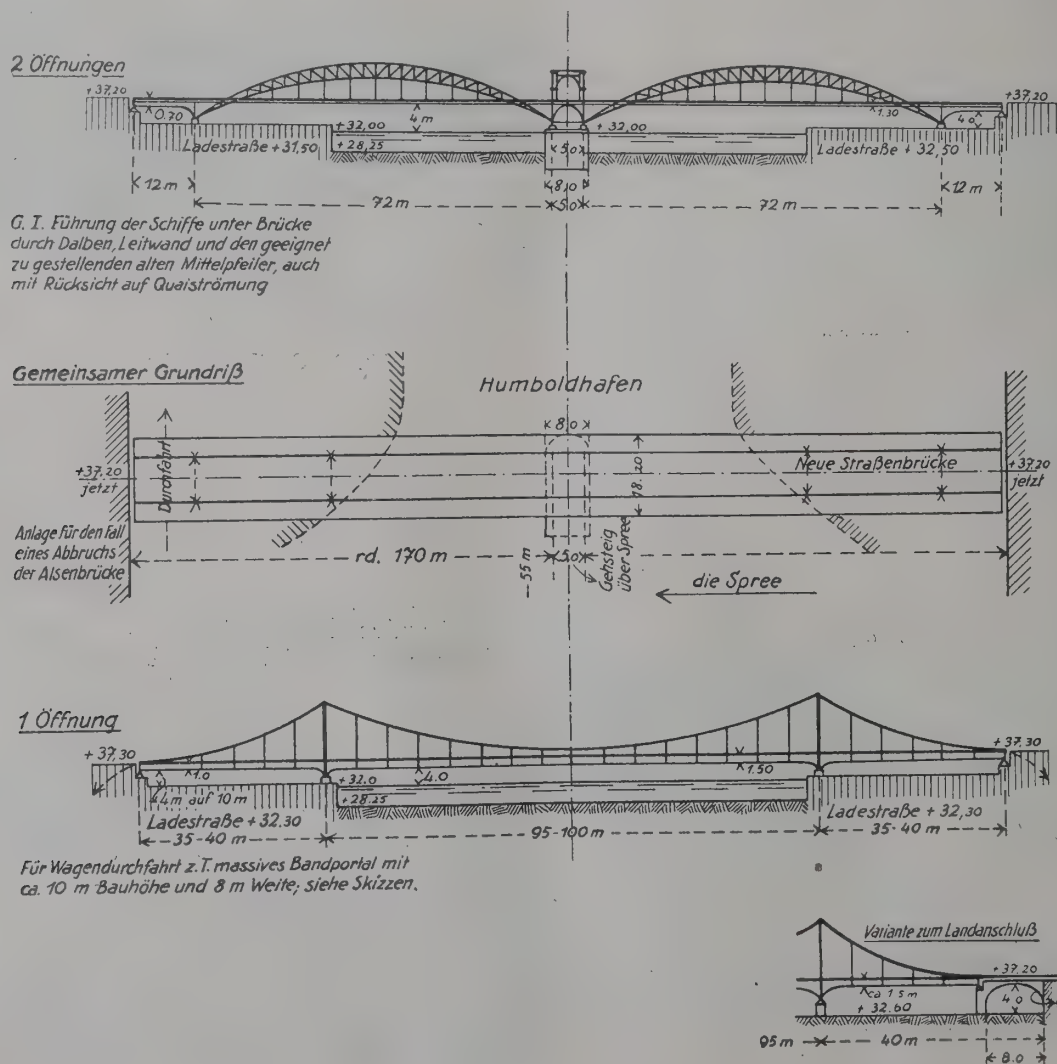 2 Öffnungen
+37,20
0.70
4 m
+32,00
+28,25
+32,00
1.30
4.0
+37,20
Ladestraße +31,50
Ladestraße + 32,50
5,0
8,0
12 m
72 m
5.0
72 m
12 m
G. I. Führung der Schiffe unter Brücke
durch Dalben, Leitwand und den geeignet
zu gestellenden alten Mittelpfeiler, auch
mit Rücksicht auf Quaiströmung
Gemeinsamer Grundriß
Humboldhafen
8,0
Durchfahrt
+37.20
jetzt
18.20
Neue Straßenbrücke
+37.20
jetzt
Anlage für den Fall
eines Abbruchs
der Alsenbrücke
rd. 170 m
55 m
5.0
Gehsteig
über Spree
die Spree
1 Öffnung
+37.30
1.0
+32.0
4.0
1.50
+37.30
4m auf 10 m
+28.25
Ladestraße +32,30
Ladestraße +32,30
35-40 m
95-100 m
35-40 m
Für Wagendurchfahrt z.T. massives Bandportal mit
ca. 10 m Bauhöhe und 8 m Weite; siehe Skizzen.
Variante zum Landanschluß
+37.20
ca 1 5 m
4.0
+32.60
95 m
40 m
8.0